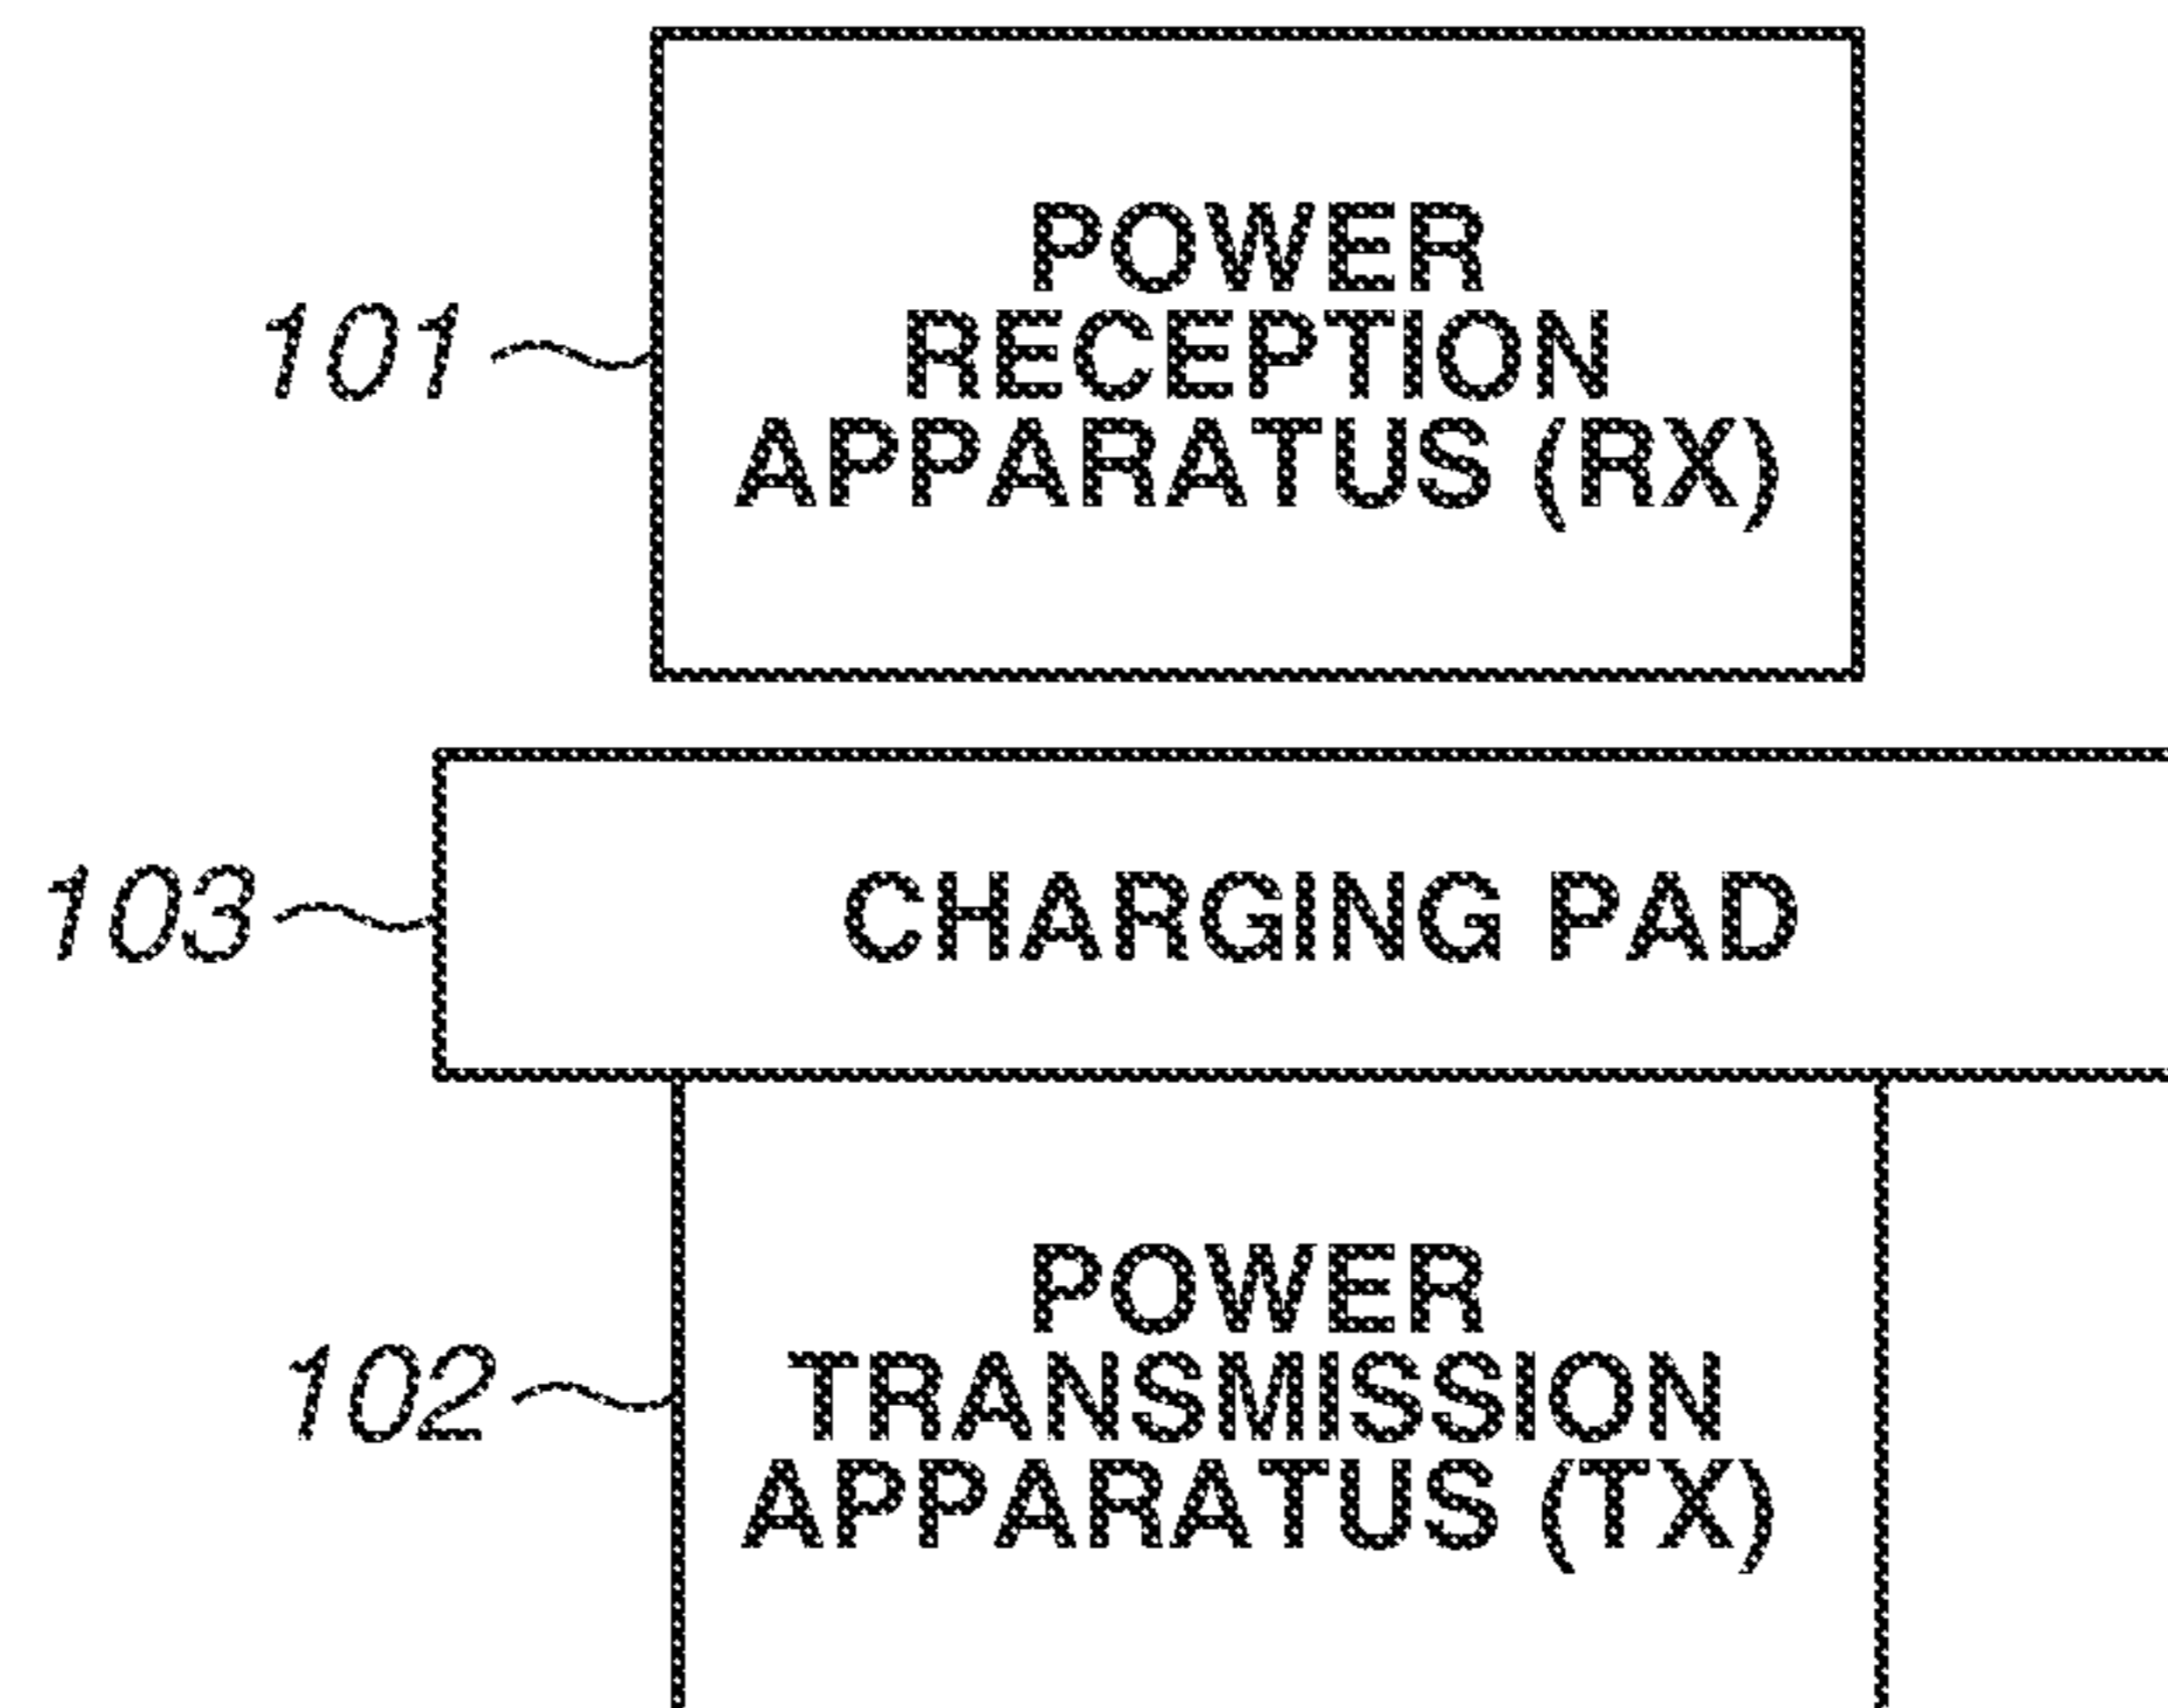 POWER
101 RECEPTION
APPARATUS (RX)
103 CHARGING PAD
POWER
102 TRANSMISSION
APPARATUS (TX)